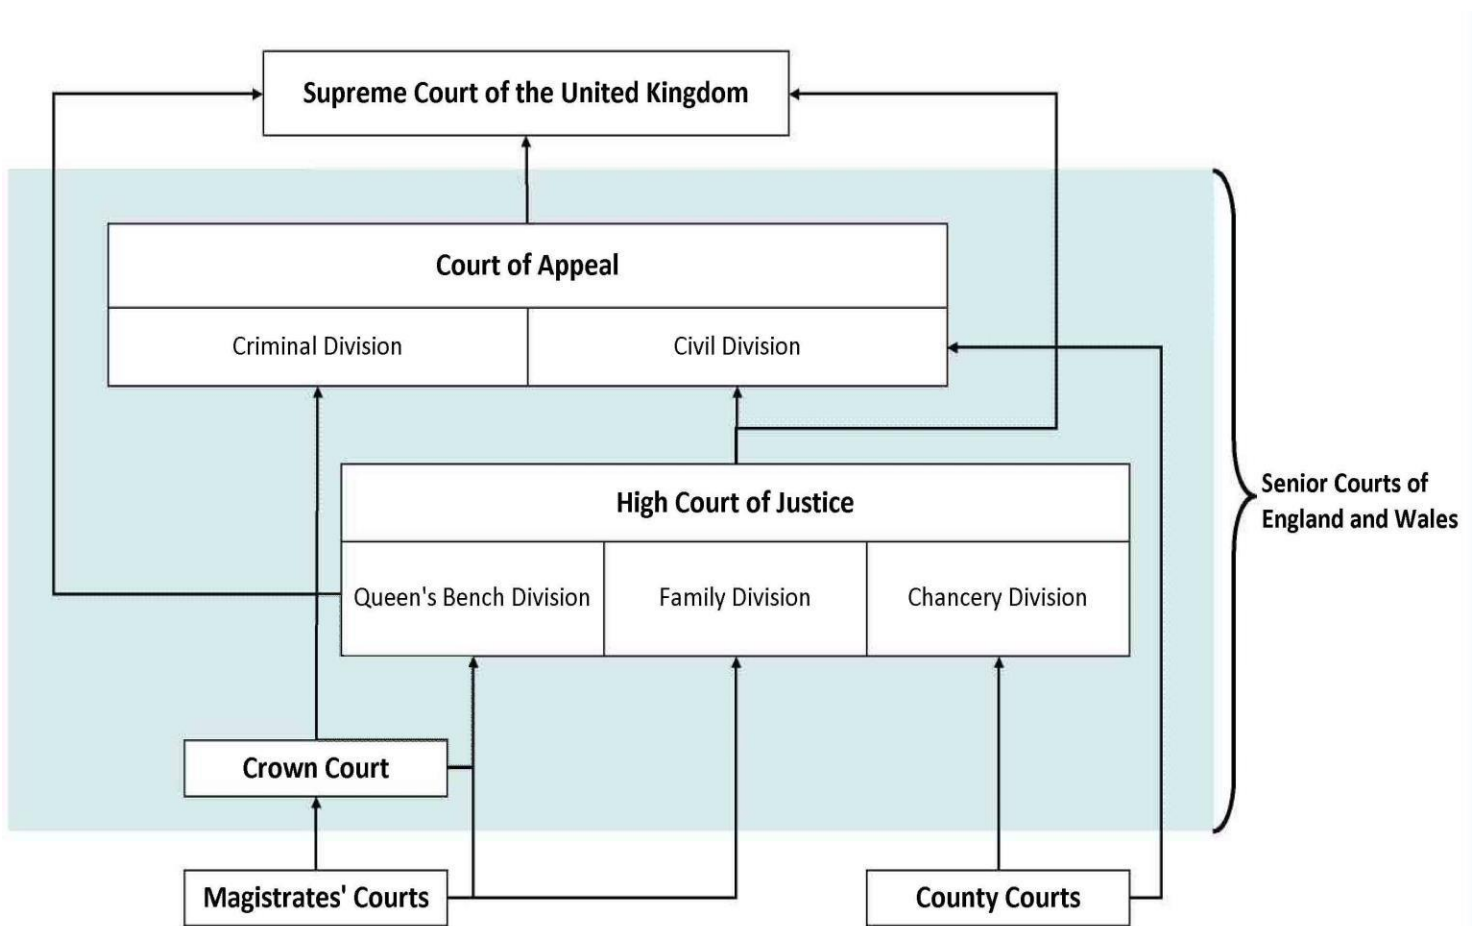 Supreme Court of the United Kingdom
Court of Appeal
Criminal Division
Civil Division
High Court of Justice
Queen's Bench Division
Family Division
Chancery Division
Senior Courts of
England and Wales
Crown Court
Magistrates' Courts
County Courts